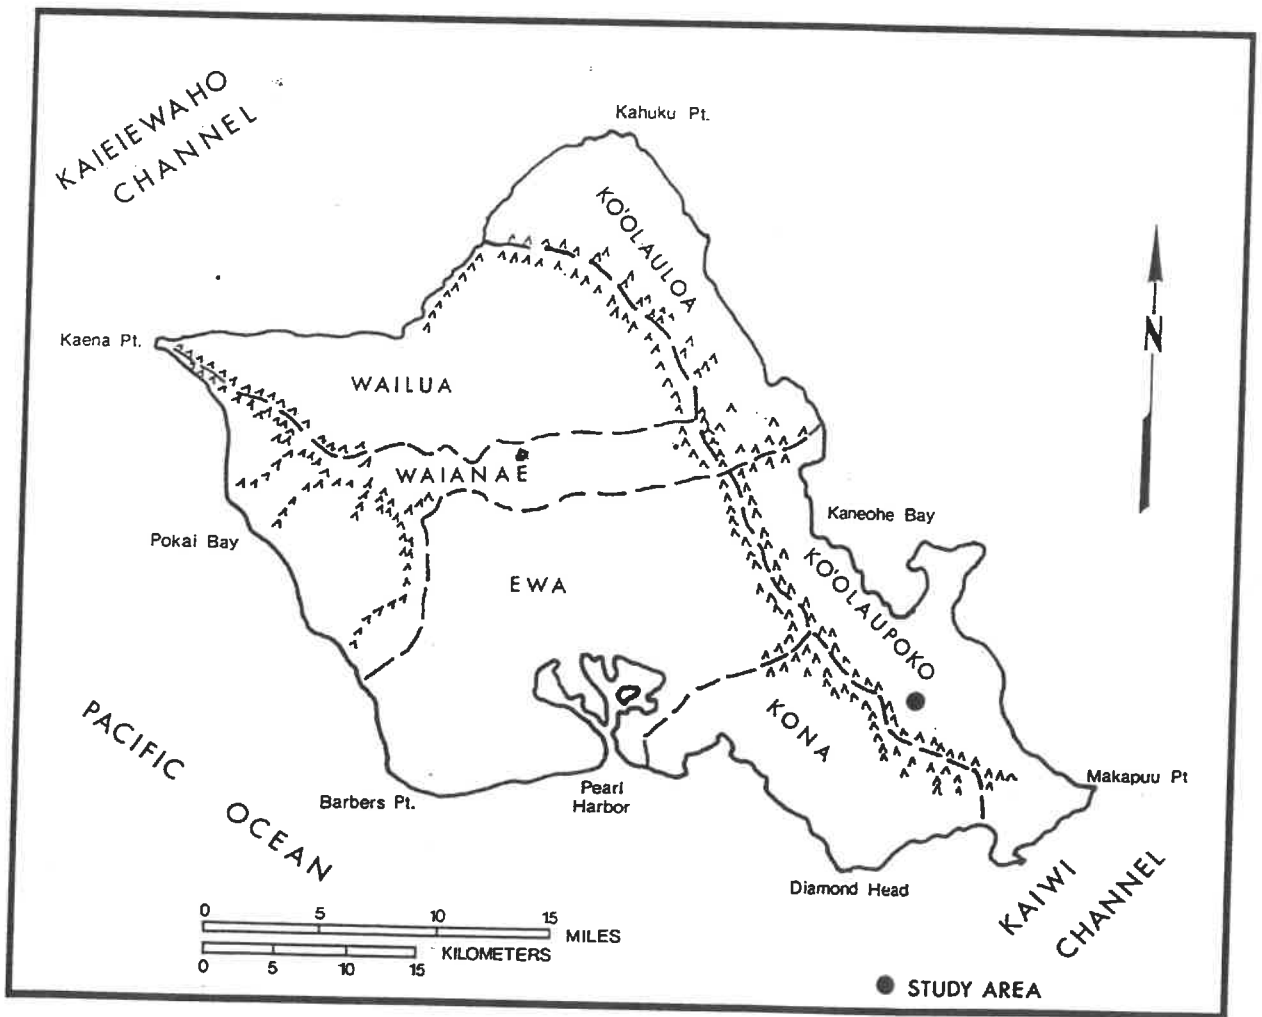 KAIEIEWAHO
CHANNEL
Kahuku Pt.
KO'OLAULOA
N
Kaena Pt.
WAILUA
WAIANAE
Kaneohe Bay
Pokai Bay
EWA
KO'OLAUPOKO
KONA
PACIFIC
OCEAN
Makapuu Pt
Barbers Pt.
Pearl
Harbor
Diamond Head
KAIWI
CHANNEL
0 5 10 15
MILES
KILOMETERS
0 5 10 15
STUDY AREA